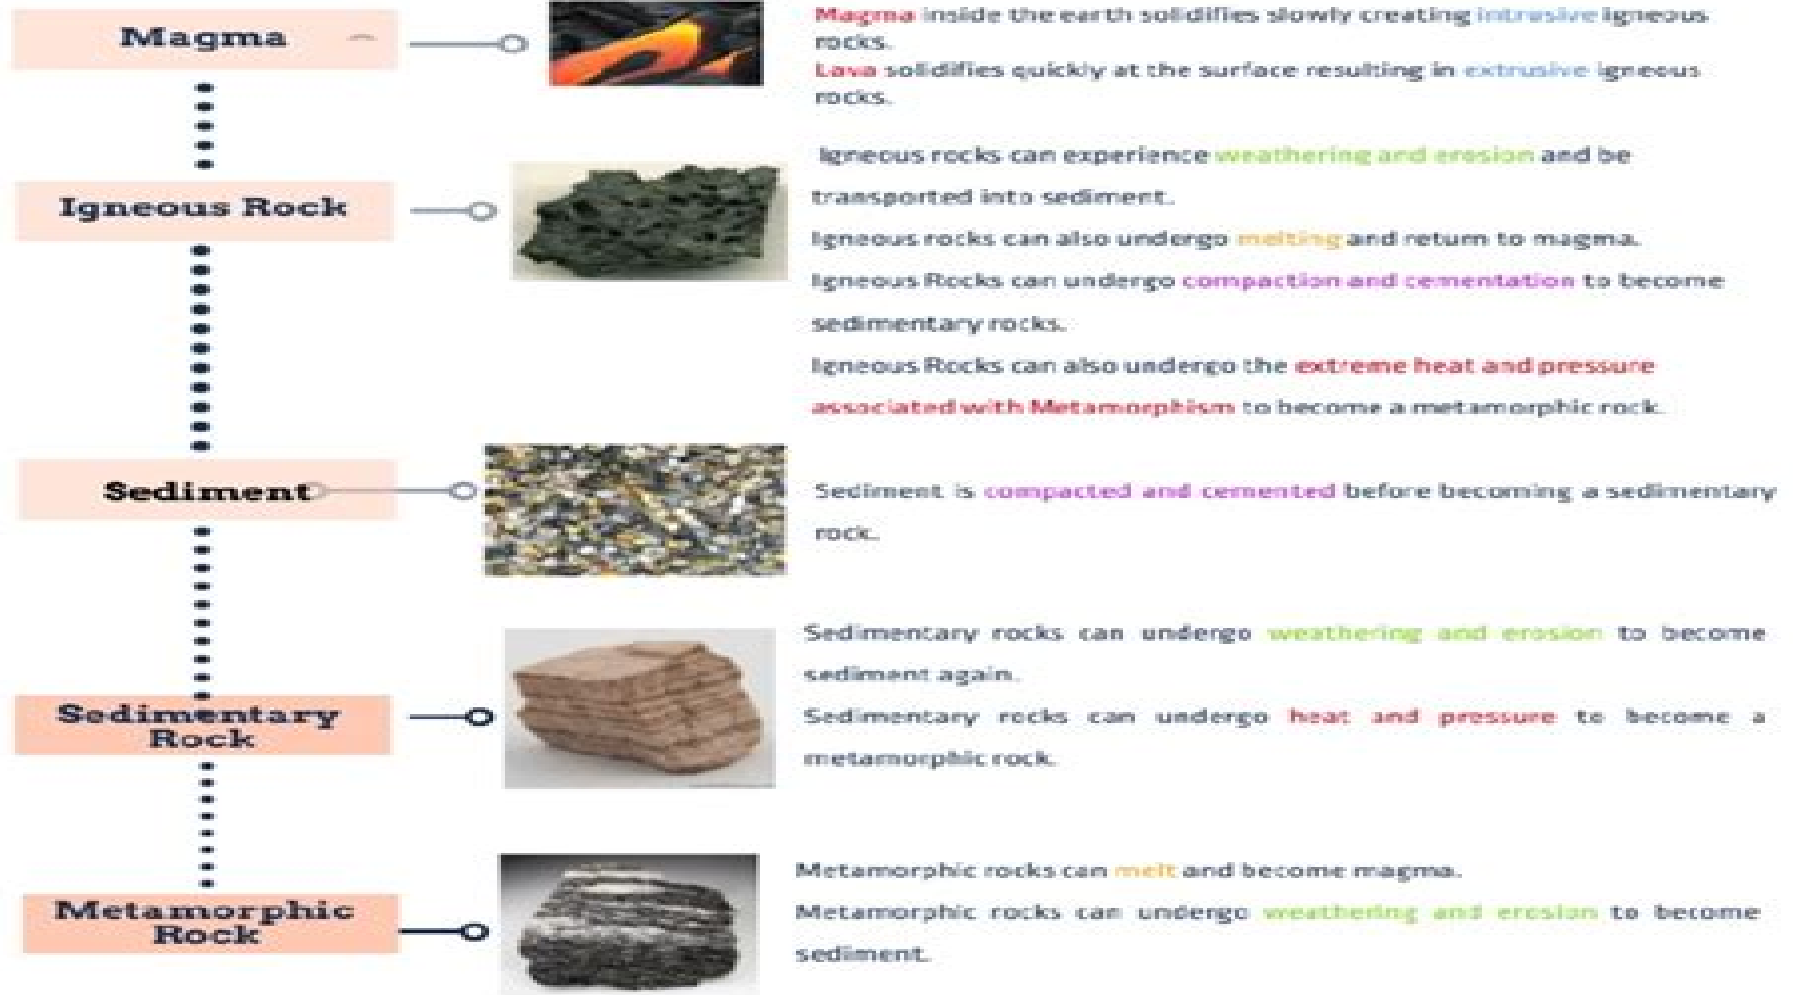 Magma
Magma inside the earth solidifies slowly creating intrusive igneous
rocks.
Lava solidifies quickly at the surface resulting in extrusive igneous
rocks.
Igneous Rock
Igneous rocks can experience weathering and erosion and be
transported into sediment.
Igneous rocks can also undergo melting and return to magma.
Igneous Rocks can undergo compaction and cementation to become
sedimentary rocks.
Igneous Rocks can also undergo the extreme heat and pressure
associated with Metamorphism to become a metamorphic rock.
Sediment
Sediment is compacted and cemented before becoming a sedimentary
rock.
Sedimentary
Rock
Sedimentary rocks can undergo weathering and erosion to become
sediment again.
Sedimentary rocks can undergo heat and pressure to become a
metamorphic rock.
Metamorphic
Rock
Metamorphic rocks can melt and become magma.
Metamorphic rocks can undergo weathering and erosion to become
sediment.